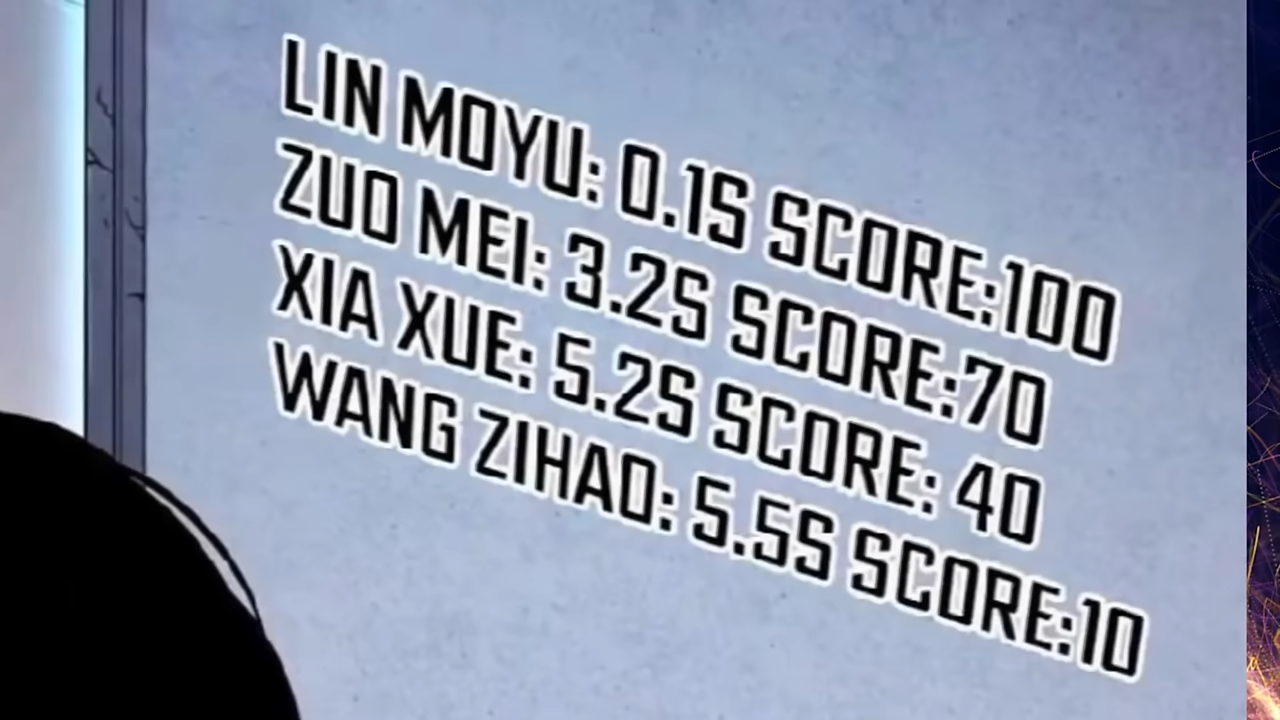 LIN MOYU: 0.1S SCORE:100
ZUO MEI: 3.2S SCORE:70
XIA XUE: 5.2S SCORE: 40
WANG ZIHAO: 5.5S SCORE:10